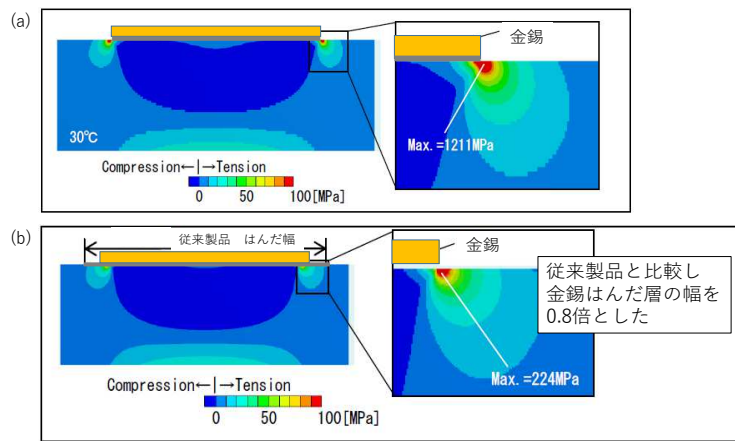 (a)
金錫
30℃
Max.=1211MPa
Compression←|→Tension
0 50 100[MPa]
(b)
従来製品 はんだ幅
金錫
従来製品と比較し
金錫はんだ層の幅を
0.8倍とした
Max.=224MPa
Compression←|→Tension
0 50 100[MPa]